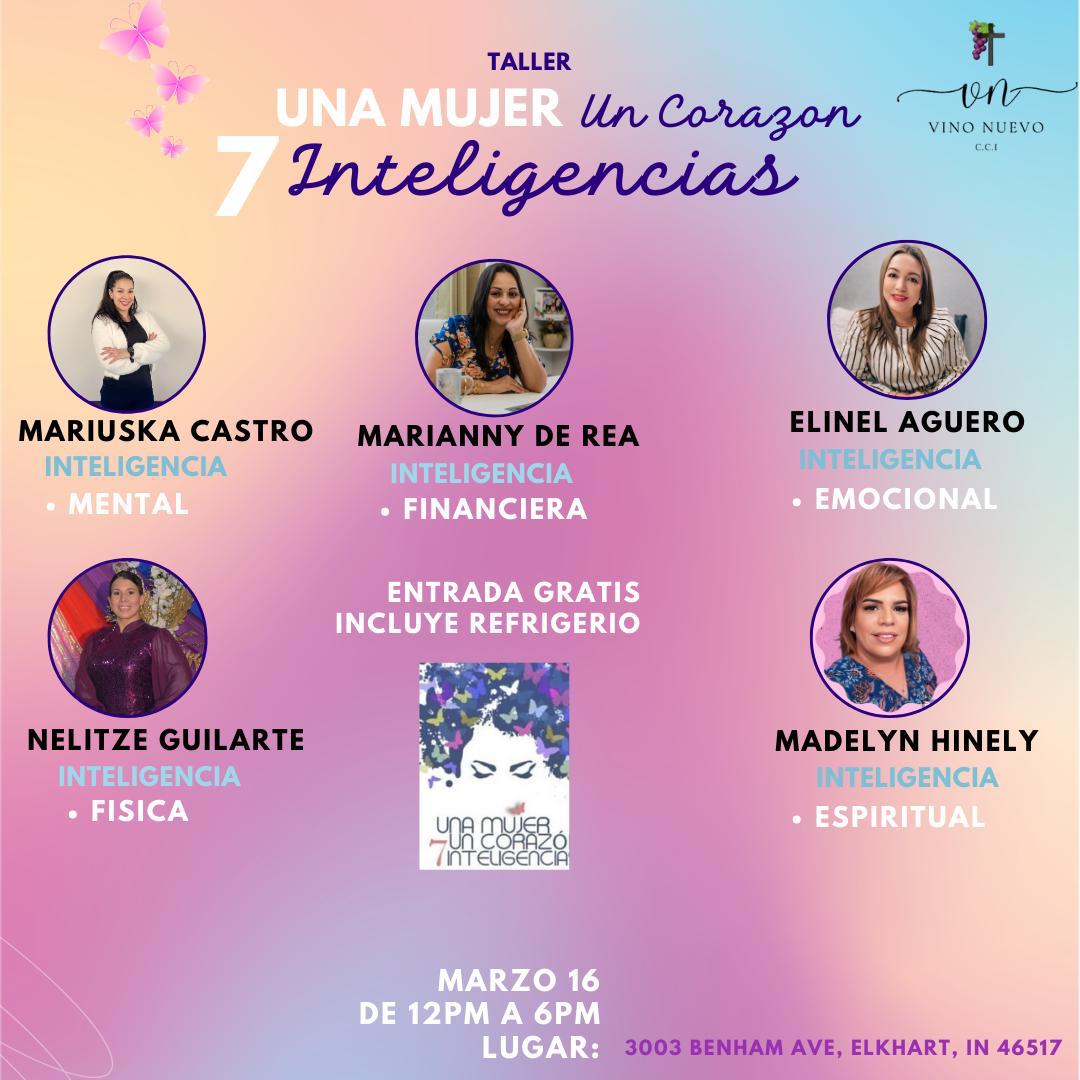 TALLER
UNA MUJER Un Corazon
7 Inteligencias
vn
VINO NUEVO
C.C.I
MARIUSKA CASTRO
INTELIGENCIA
• MENTAL
MARIANNY DE REA
INTELIGENCIA
• FINANCIERA
ELINEL AGUERO
INTELIGENCIA
• EMOCIONAL
NELITZE GUILARTE
INTELIGENCIA
• FISICA
ENTRADA GRATIS
INCLUYE REFRIGERIO
UNA MUJER
UN CORAZÓ
7 INTELIGENCIA
MADELYN HINELY
INTELIGENCIA
• ESPIRITUAL
MARZO 16
DE 12PM A 6PM
LUGAR: 3003 BENHAM AVE, ELKHART, IN 46517